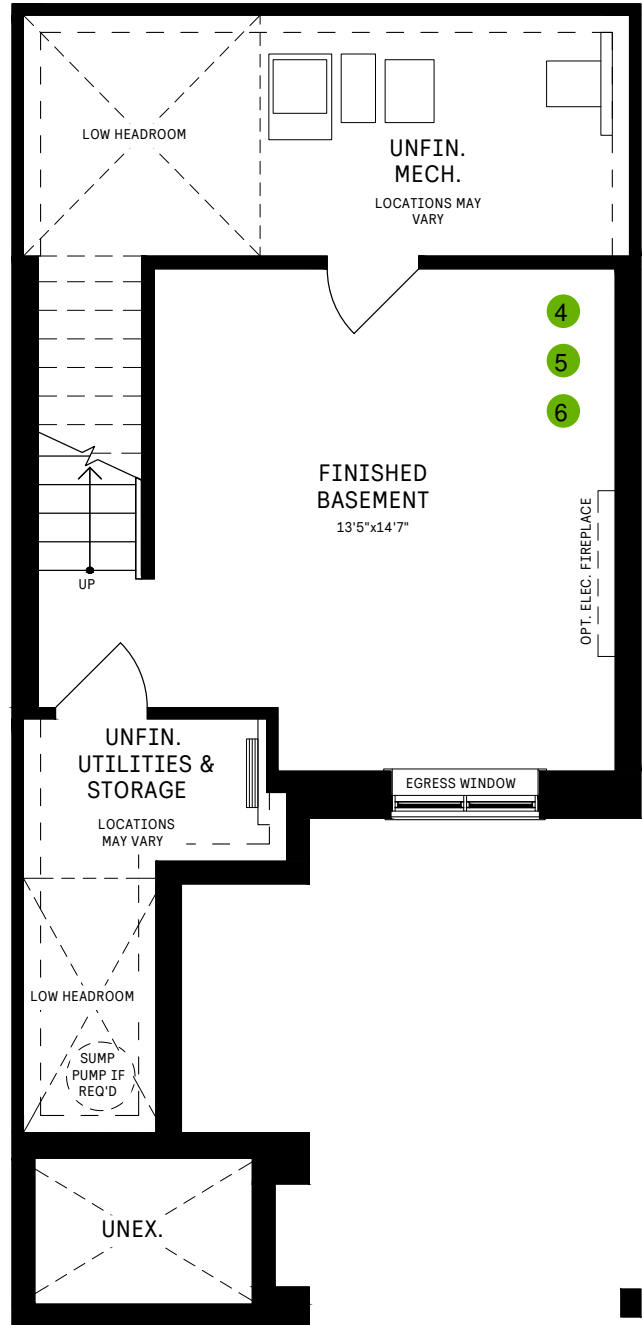 LOW HEADROOM
UNFIN.
MECH.
LOCATIONS MAY
VARY
4
5
6
FINISHED
BASEMENT
13'5"x14'7"
OPT. ELEC. FIREPLACE
UP
UNFIN.
UTILITIES &
STORAGE
LOCATIONS
MAY VARY
EGRESS WINDOW
LOW HEADROOM
SUMP
PUMP IF
REQ'D
UNEX.